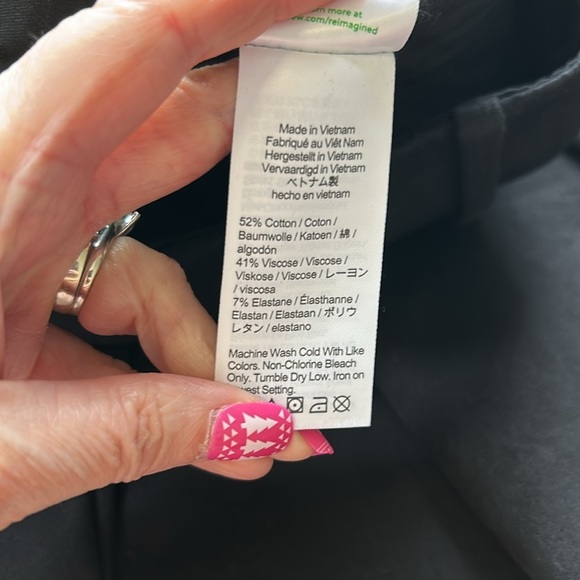 more at
.com/reimagined
Made in Vietnam
Fabriqué au Việt Nam
Hergestellt in Vietnam
Vervaardigd in Vietnam
ベトナム製
hecho en vietnam
52% Cotton / Coton /
Baumwolle / Katoen / 綿 /
algodón
41% Viscose / Viscose /
Viskose / Viscose / レーヨン
/ viscosa
7% Elastane / Élasthanne /
Elastan / Elastaan / ポリウ
レタン / elastano
Machine Wash Cold With Like
Colors. Non-Chlorine Bleach
Only. Tumble Dry Low. Iron on
Setting.